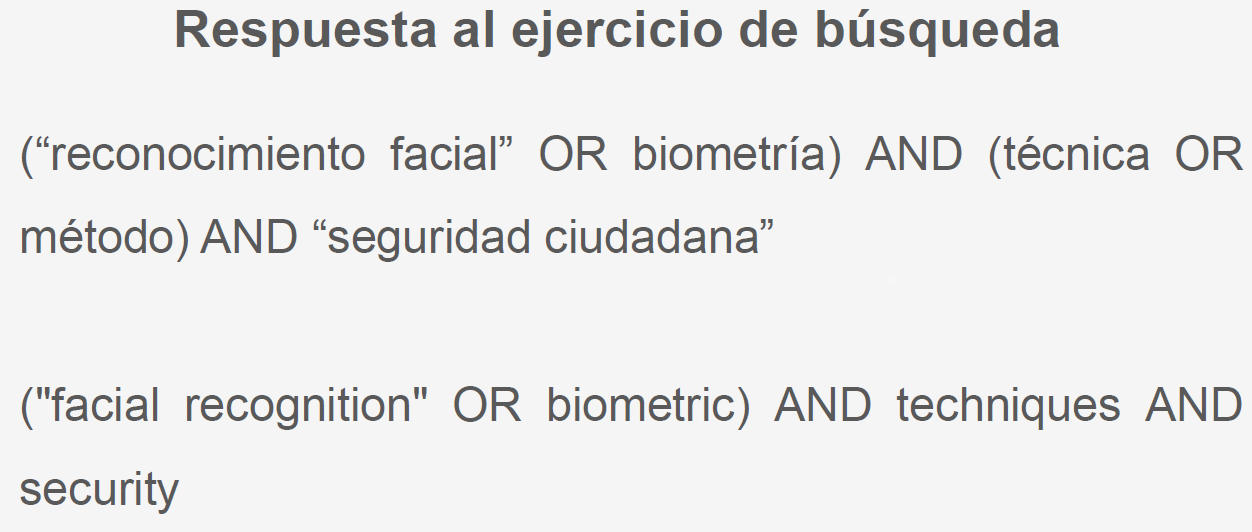 Respuesta al ejercicio de búsqueda
(“reconocimiento facial” OR biometría) AND (técnica OR
método) AND “seguridad ciudadana”
("facial recognition" OR biometric) AND techniques AND
security